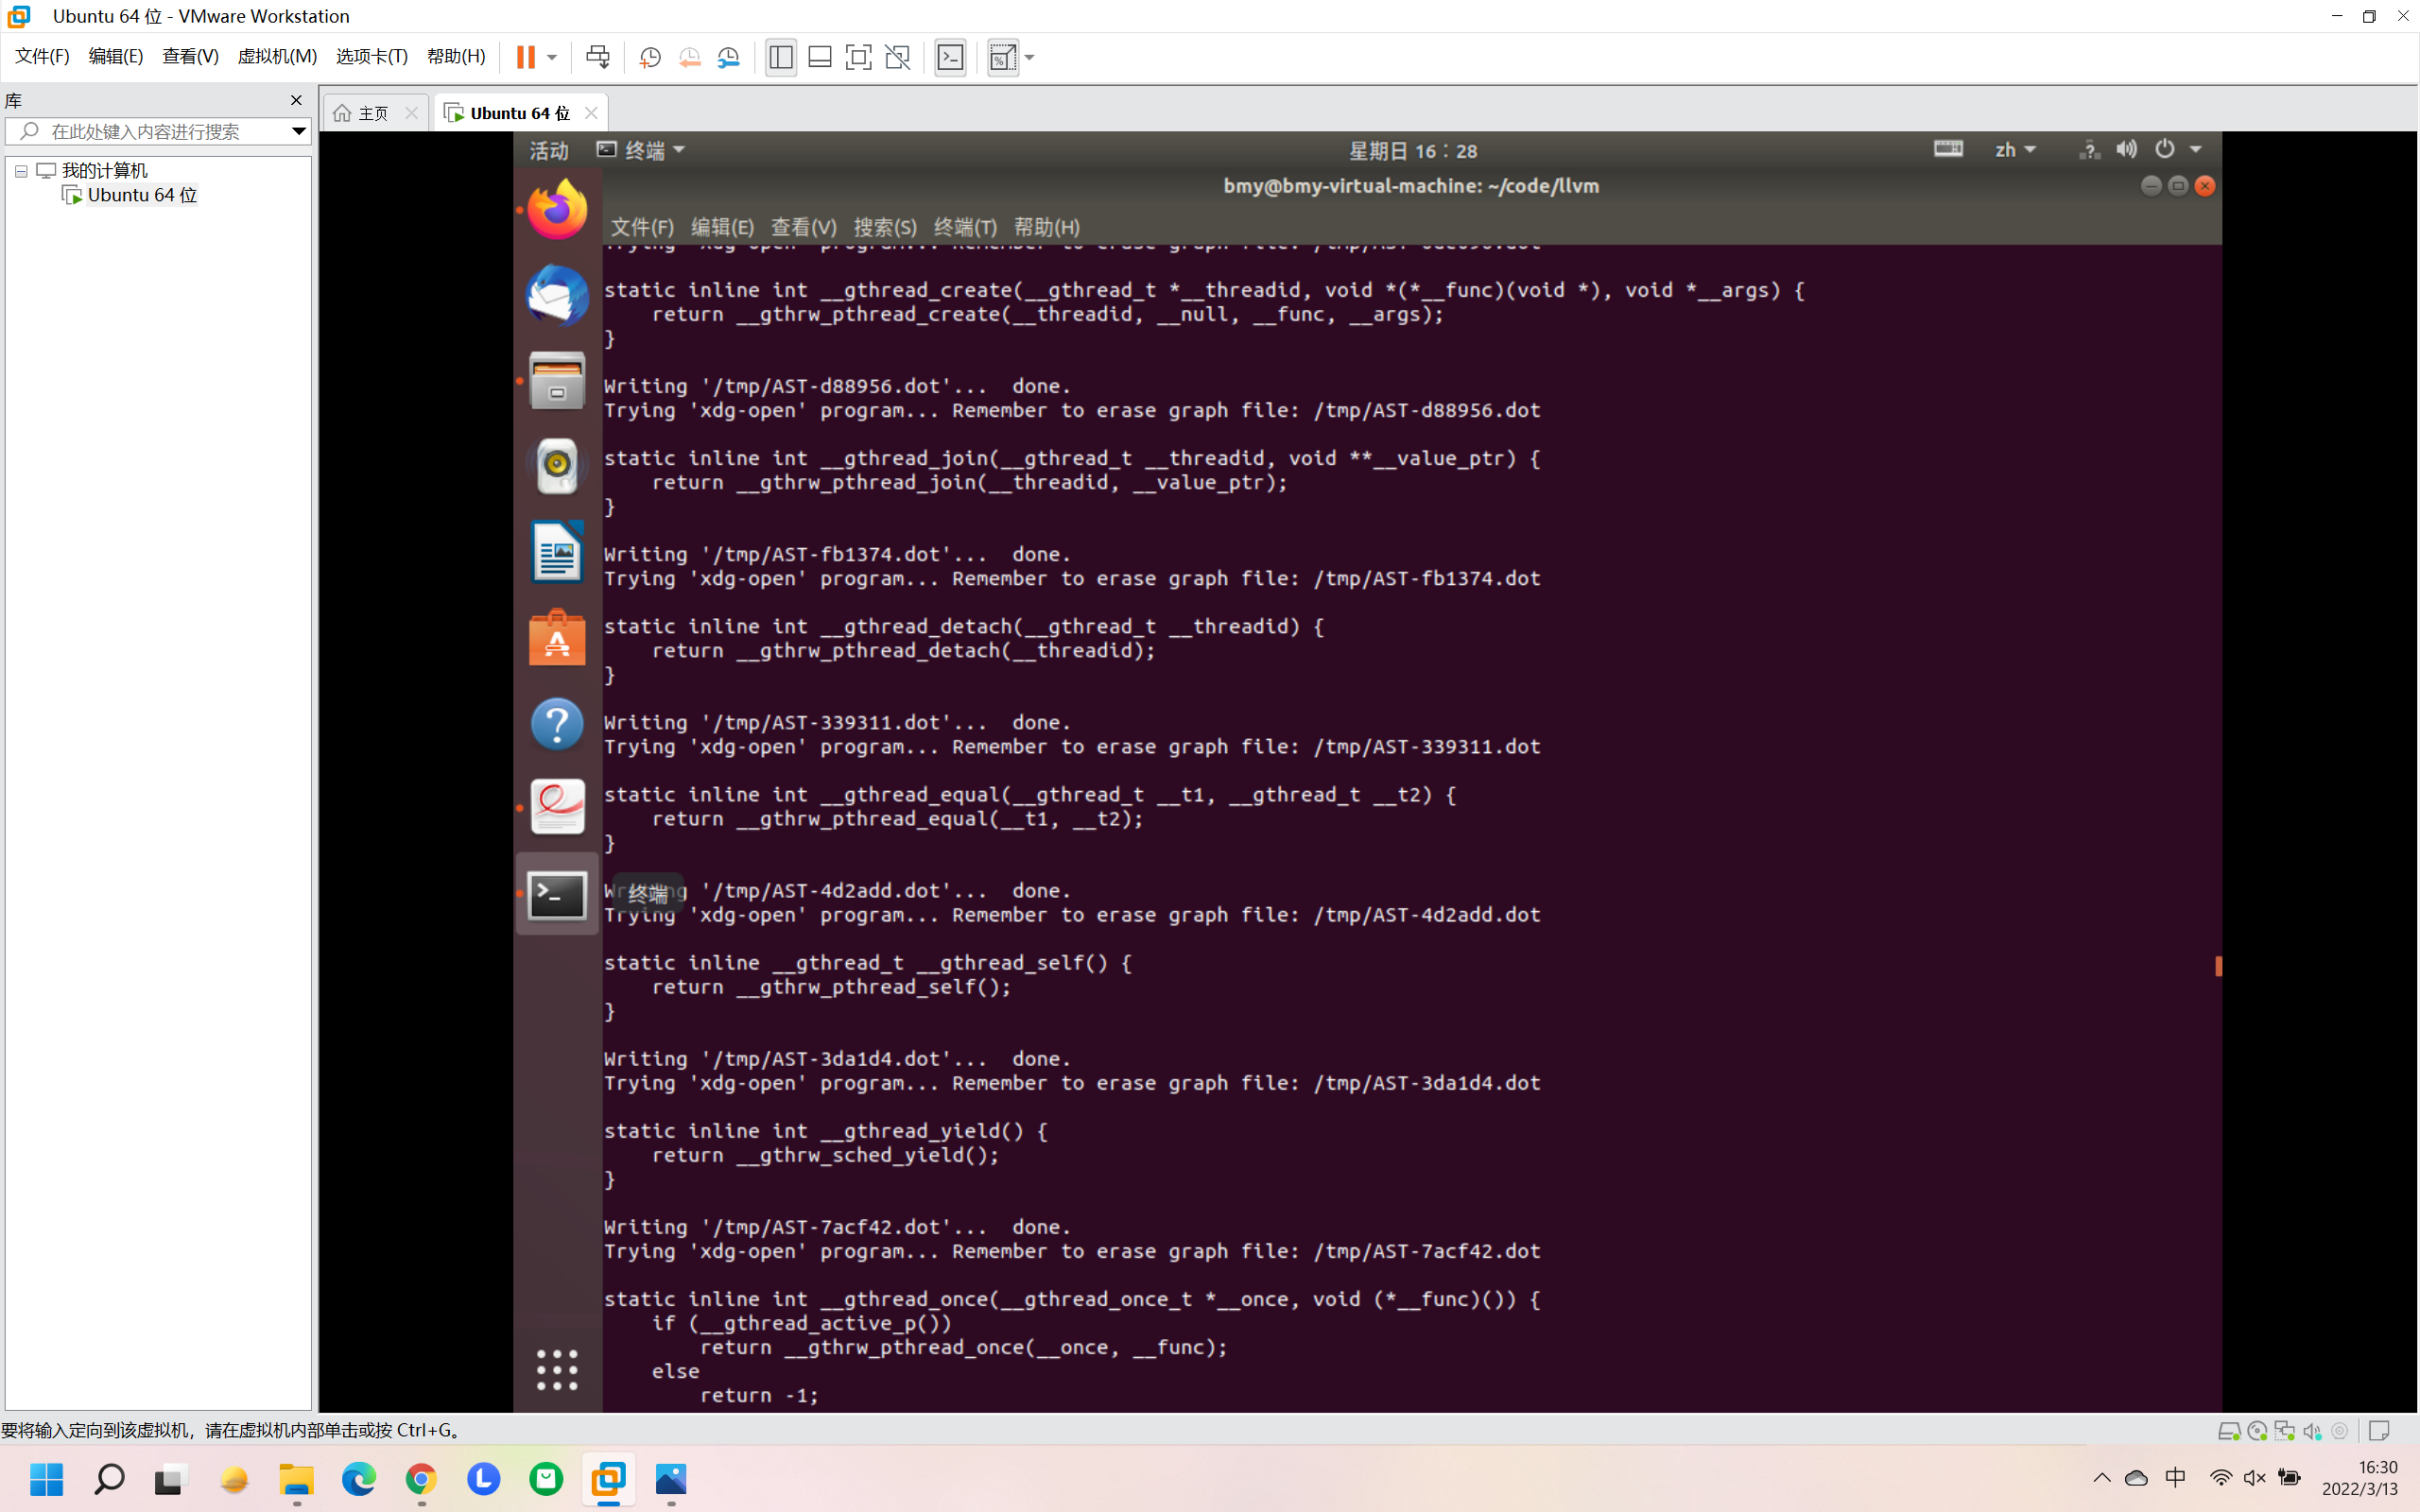 Ubuntu 64 位 - VMware Workstation
文件(F) 编辑(E) 查看(V) 虚拟机(M) 选项卡(T) 帮助(H)
库
在此处键入内容进行搜索
我的计算机
Ubuntu 64 位
主页
Ubuntu 64 位
活动 终端 星期日 16：28 zh
bmy@bmy-virtual-machine: ~/code/llvm
文件(F) 编辑(E) 查看(V) 搜索(S) 终端(T) 帮助(H)
static inline int __gthread_create(__gthread_t *__threadid, void *(*__func)(void *), void *__args) {
    return __gthrw_pthread_create(__threadid, __null, __func, __args);
}
Writing '/tmp/AST-d88956.dot'...  done.
Trying 'xdg-open' program... Remember to erase graph file: /tmp/AST-d88956.dot
static inline int __gthread_join(__gthread_t __threadid, void **__value_ptr) {
    return __gthrw_pthread_join(__threadid, __value_ptr);
}
Writing '/tmp/AST-fb1374.dot'...  done.
Trying 'xdg-open' program... Remember to erase graph file: /tmp/AST-fb1374.dot
static inline int __gthread_detach(__gthread_t __threadid) {
    return __gthrw_pthread_detach(__threadid);
}
Writing '/tmp/AST-339311.dot'...  done.
Trying 'xdg-open' program... Remember to erase graph file: /tmp/AST-339311.dot
static inline int __gthread_equal(__gthread_t __t1, __gthread_t __t2) {
    return __gthrw_pthread_equal(__t1, __t2);
}
终端
Writing '/tmp/AST-4d2add.dot'...  done.
Trying 'xdg-open' program... Remember to erase graph file: /tmp/AST-4d2add.dot
static inline __gthread_t __gthread_self() {
    return __gthrw_pthread_self();
}
Writing '/tmp/AST-3da1d4.dot'...  done.
Trying 'xdg-open' program... Remember to erase graph file: /tmp/AST-3da1d4.dot
static inline int __gthread_yield() {
    return __gthrw_sched_yield();
}
Writing '/tmp/AST-7acf42.dot'...  done.
Trying 'xdg-open' program... Remember to erase graph file: /tmp/AST-7acf42.dot
static inline int __gthread_once(__gthread_once_t *__once, void (*__func)()) {
    if (__gthread_active_p())
        return __gthrw_pthread_once(__once, __func);
    else
        return -1;
要将输入定向到该虚拟机，请在虚拟机内部单击或按 Ctrl+G。
中
16:30
2022/3/13